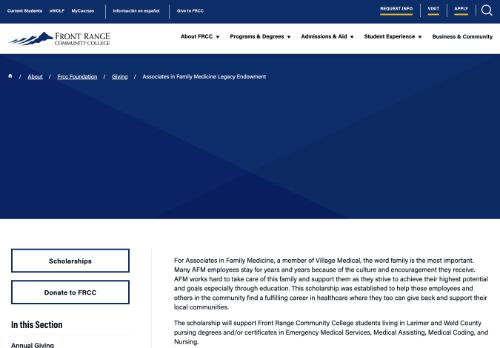 Current Students eWOLF MyCourses Información en español Give to FRCC REQUEST INFO VISIT APPLY
FRONT RANGE
COMMUNITY COLLEGE
About FRCC ▼ Programs & Degrees ▼ Admissions & Aid ▼ Student Experience ▼ Business & Community
/ About / Frcc Foundation / Giving / Associates in Family Medicine Legacy Endowment
Scholarships
Donate to FRCC
In this Section
Annual Giving
For Associates in Family Medicine, a member of Village Medical, the word family is the most important.
Many AFM employees stay for years and years because of the culture and encouragement they receive.
AFM works hard to take care of this family and support them as they strive to achieve their highest potential
and goals especially through education. This scholarship was established to help these employees and
others in the community find a fulfilling career in healthcare where they too can give back and support their
local communities.
The scholarship will support Front Range Community College students living in Larimer and Weld County
pursing degrees and/or certificates in Emergency Medical Services, Medical Assisting, Medical Coding, and
Nursing.